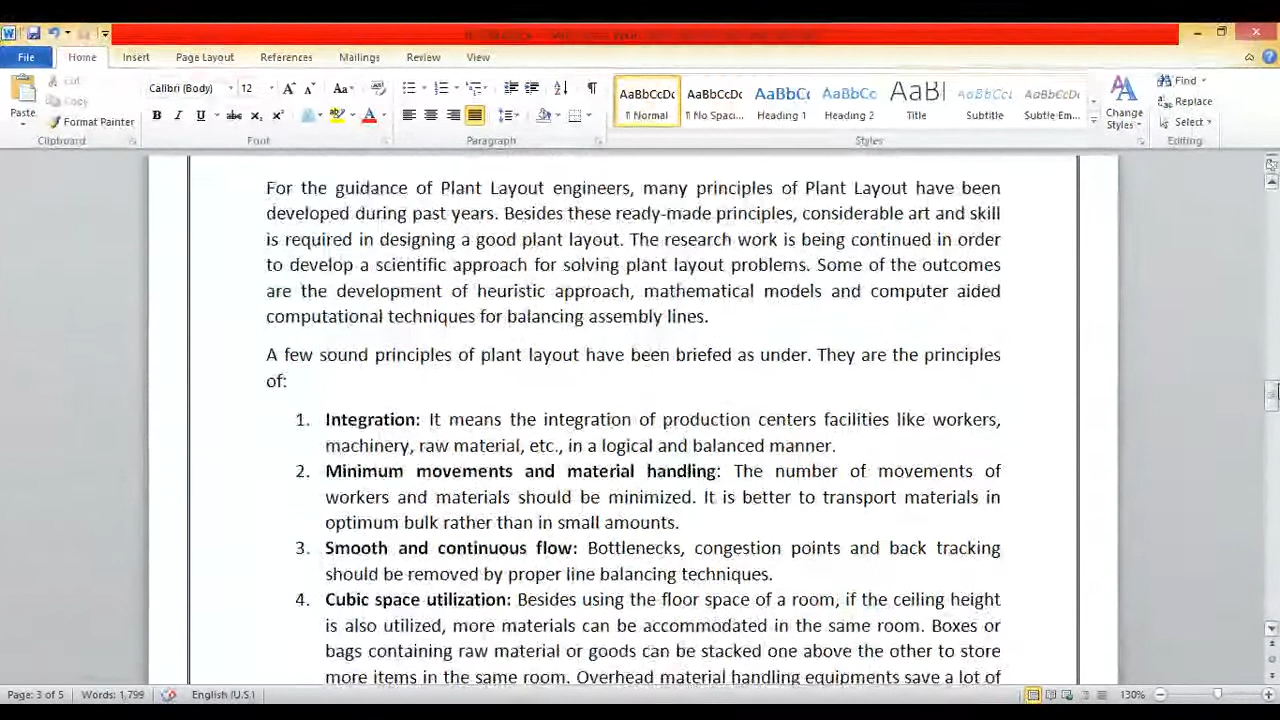 File Home Insert Page Layout References Mailings Review View
Cut
Copy
Paste
Format Painter
Clipboard
Calibri (Body) 12
Font
Paragraph
AaBbCcDc AaBbCcDc AaBbCc AaBbCc AaBl AaBbCcDc AaBbCcDc
¶ Normal ¶ No Spaci... Heading 1 Heading 2 Title Subtitle Subtle Em...
Change
Styles
Styles
Find
Replace
Select
Editing
For the guidance of Plant Layout engineers, many principles of Plant Layout have been
developed during past years. Besides these ready-made principles, considerable art and skill
is required in designing a good plant layout. The research work is being continued in order
to develop a scientific approach for solving plant layout problems. Some of the outcomes
are the development of heuristic approach, mathematical models and computer aided
computational techniques for balancing assembly lines.
A few sound principles of plant layout have been briefed as under. They are the principles
of:
1. Integration: It means the integration of production centers facilities like workers,
machinery, raw material, etc., in a logical and balanced manner.
2. Minimum movements and material handling: The number of movements of
workers and materials should be minimized. It is better to transport materials in
optimum bulk rather than in small amounts.
3. Smooth and continuous flow: Bottlenecks, congestion points and back tracking
should be removed by proper line balancing techniques.
4. Cubic space utilization: Besides using the floor space of a room, if the ceiling height
is also utilized, more materials can be accommodated in the same room. Boxes or
bags containing raw material or goods can be stacked one above the other to store
more items in the same room. Overhead material handling equipments save a lot of
Page: 3 of 5 Words: 1,799 English (U.S.) 130%